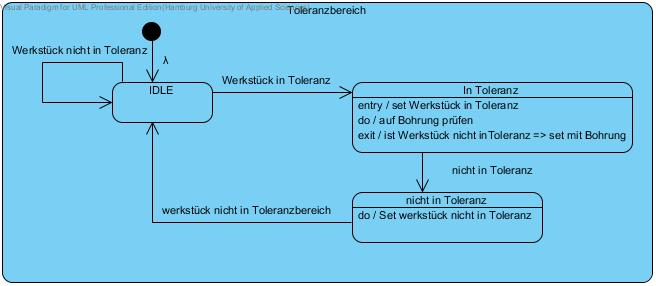 Visual Paradigm for UML Professional Edition(Hamburg University of Applied Sciences)
Toleranzbereich
Werkstück nicht in Toleranz
λ
IDLE
Werkstück in Toleranz
In Toleranz
entry / set Werkstück in Toleranz
do / auf Bohrung prüfen
exit / ist Werkstück nicht inToleranz => set mit Bohrung
nicht in Toleranz
nicht in Toleranz
do / Set werkstück nicht in Toleranz
werkstück nicht in Toleranzbereich